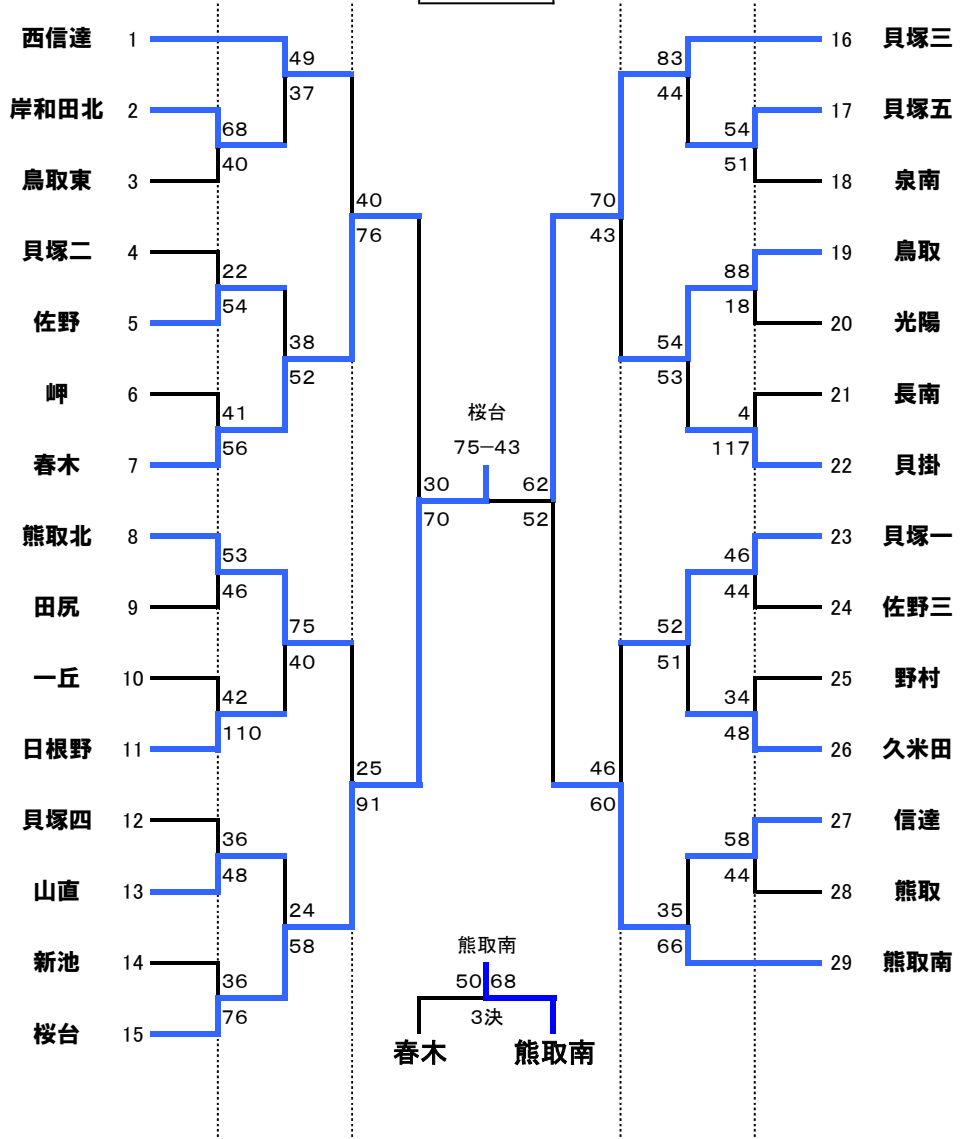 西信達 1
49
37
岸和田北 2
68
40
鳥取東 3
40
76
貝塚二 4
22
54
佐野 5
38
52
岬 6
41
56
春木 7
30
70
熊取北 8
53
46
田尻 9
75
40
一丘 10
42
110
日根野 11
25
91
貝塚四 12
36
48
山直 13
24
58
新池 14
36
76
桜台 15
桜台
75−43
83
44
16 貝塚三
54
51
17 貝塚五
18 泉南
70
43
88
18
19 鳥取
20 光陽
54
53
21 長南
4
117
22 貝掛
62
52
46
44
23 貝塚一
24 佐野三
52
51
25 野村
34
48
26 久米田
46
60
27 信達
58
44
28 熊取
35
66
29 熊取南
熊取南
50 68
3決
春木 熊取南